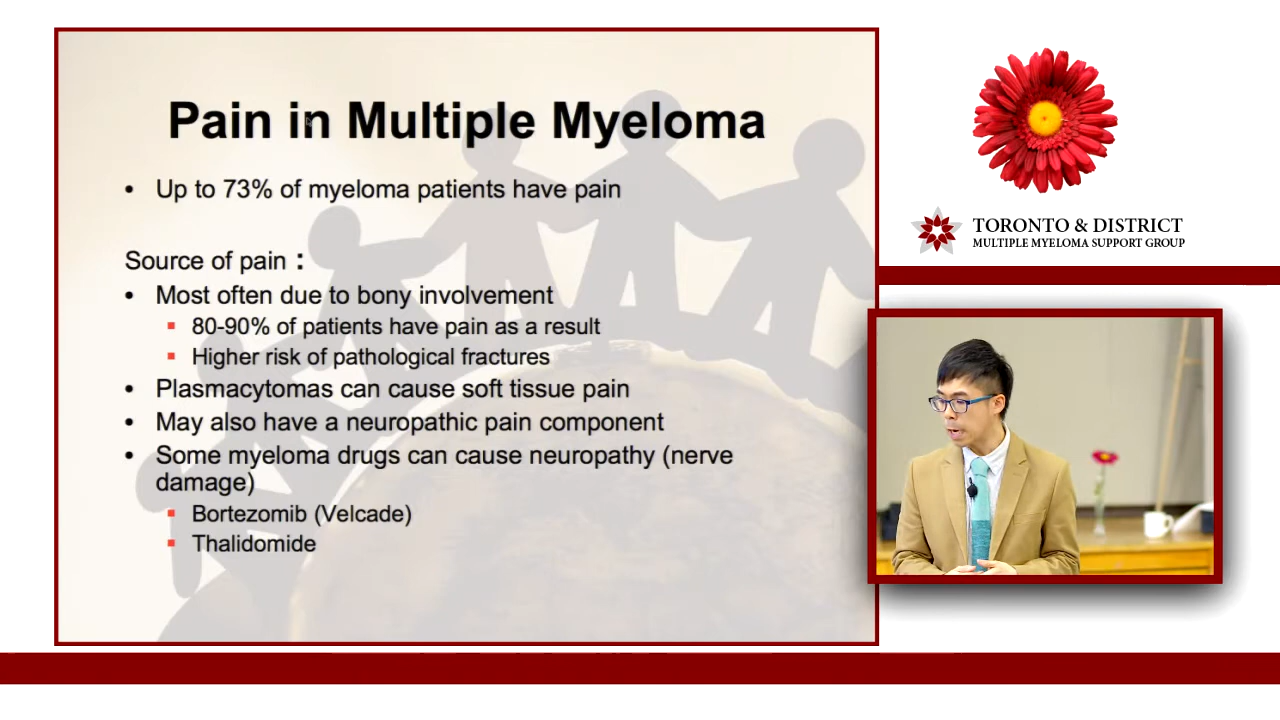 Pain in Multiple Myeloma
• Up to 73% of myeloma patients have pain
Source of pain :
• Most often due to bony involvement
▪ 80-90% of patients have pain as a result
▪ Higher risk of pathological fractures
• Plasmacytomas can cause soft tissue pain
• May also have a neuropathic pain component
• Some myeloma drugs can cause neuropathy (nerve
damage)
▪ Bortezomib (Velcade)
▪ Thalidomide
TORONTO & DISTRICT
MULTIPLE MYELOMA SUPPORT GROUP